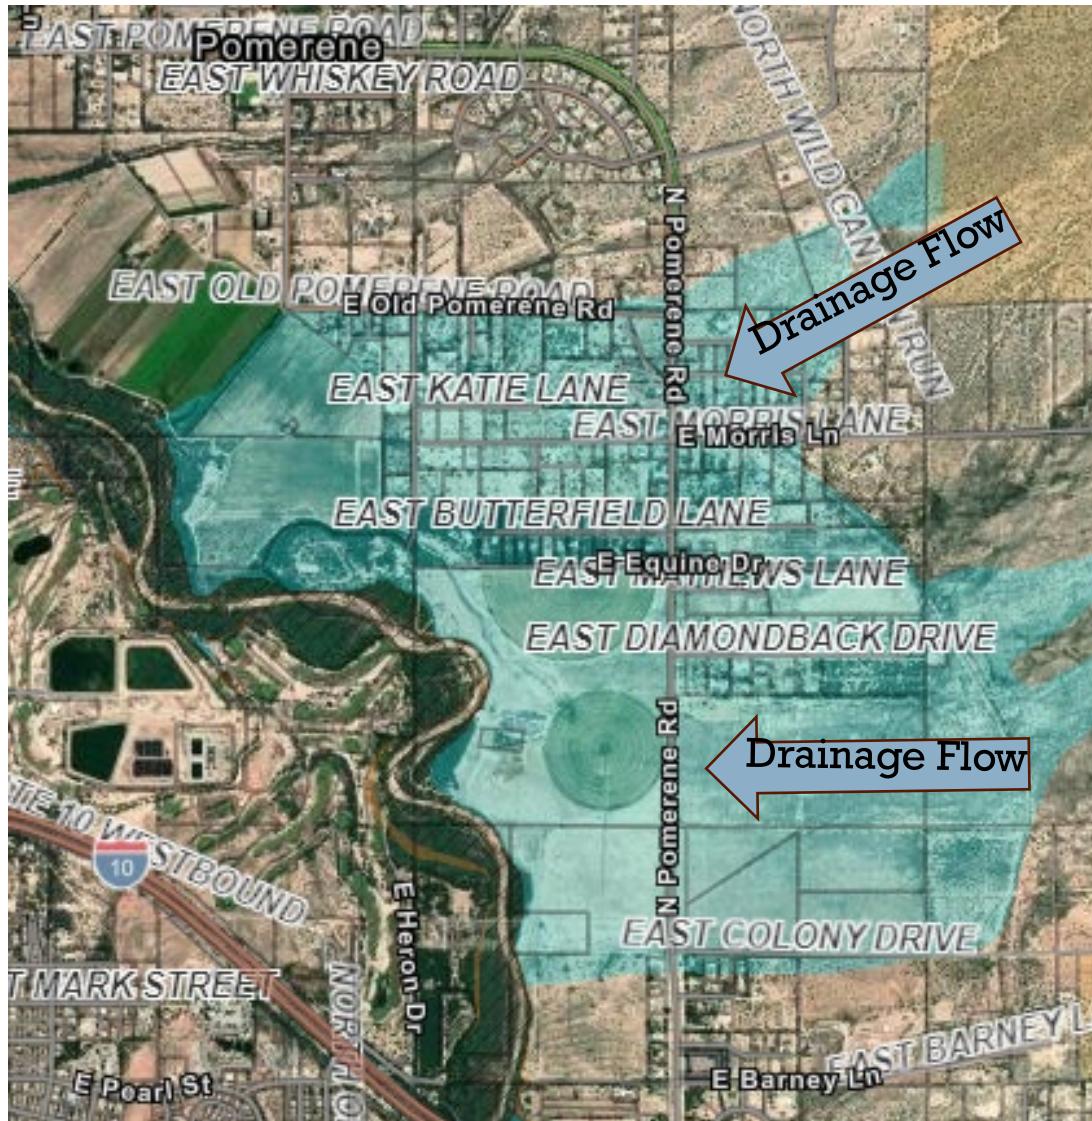 EAST POMERENE ROAD
Pomerene
EAST WHISKEY ROAD
NORTH WILD CANYON RUN
N Pomerene Rd
Drainage Flow
EAST OLD POMERENE ROAD
E Old Pomerene Rd
EAST KATIE LANE
EAST MORRIS LANE
E Morris Ln
EAST BUTTERFIELD LANE
E Equine Dr
EAST MATHEWS LANE
EAST DIAMONDBACK DRIVE
N Pomerene Rd
Drainage Flow
TE 10 WESTBOUND
10
E Heron Dr
EAST COLONY DRIVE
T MARK STREET
EAST BARNEY L
E Barney Ln
E Pearl St